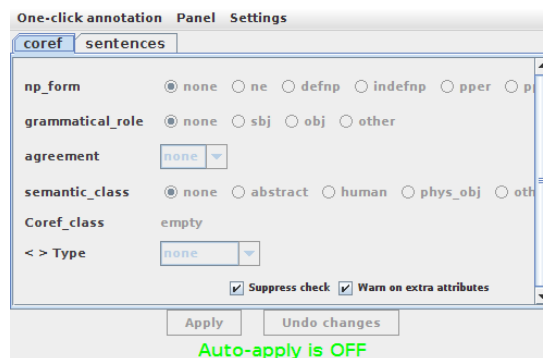 One-click annotation Panel Settings
coref sentences
np_form none ne defnp indefnp pper
grammatical_role none sbj obj other
agreement none
semantic_class none abstract human phys_obj
Coref_class empty
< > Type none
Suppress check Warn on extra attributes
Apply Undo changes
Auto-apply is OFF